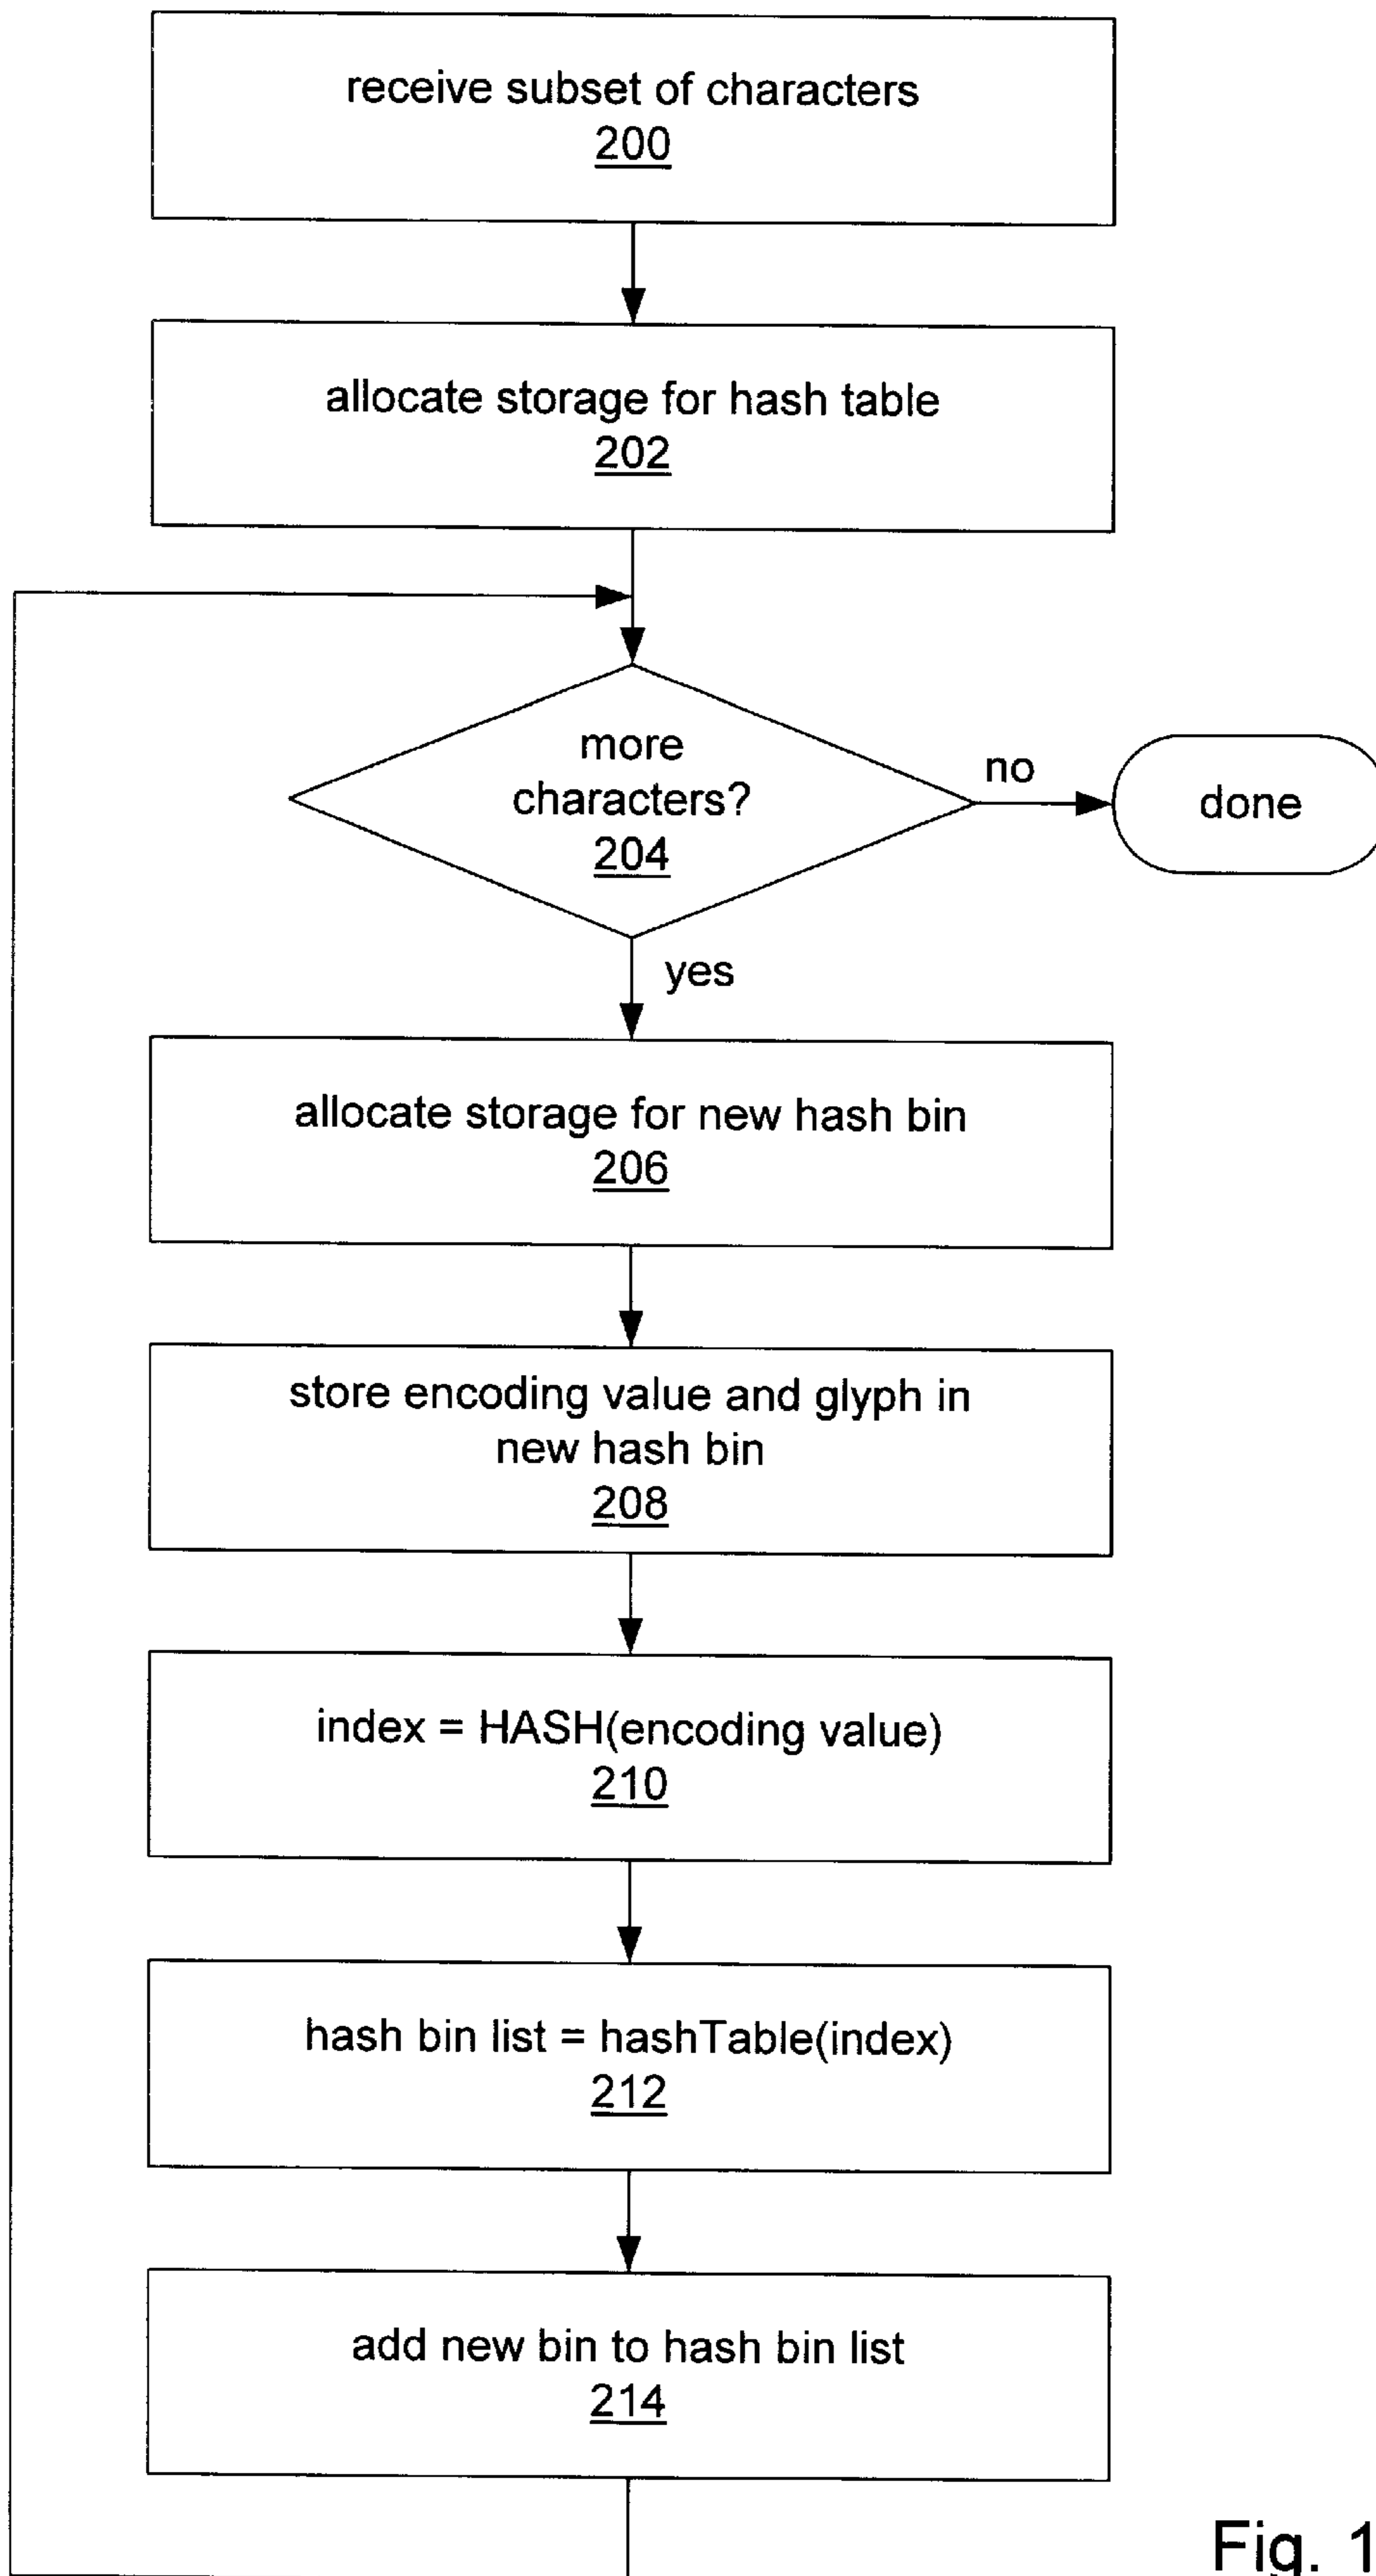 receive subset of characters
200
allocate storage for hash table
202
more
characters?
204
no
done
yes
allocate storage for new hash bin
206
store encoding value and glyph in
new hash bin
208
index = HASH(encoding value)
210
hash bin list = hashTable(index)
212
add new bin to hash bin list
214
Fig. 1